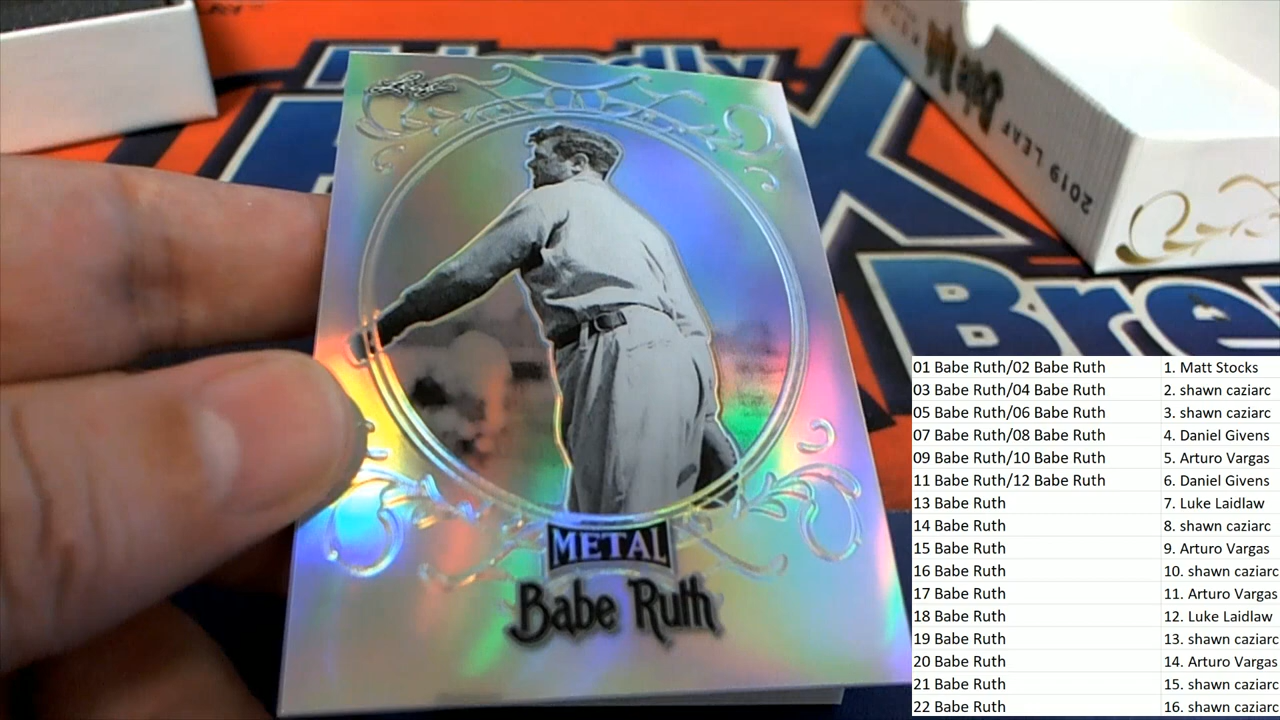 Friendly
Bre
2019 LEAF
Babe Ruth
METAL
Babe Ruth
01 Babe Ruth/02 Babe Ruth 1. Matt Stocks
03 Babe Ruth/04 Babe Ruth 2. shawn caziarc
05 Babe Ruth/06 Babe Ruth 3. shawn caziarc
07 Babe Ruth/08 Babe Ruth 4. Daniel Givens
09 Babe Ruth/10 Babe Ruth 5. Arturo Vargas
11 Babe Ruth/12 Babe Ruth 6. Daniel Givens
13 Babe Ruth 7. Luke Laidlaw
14 Babe Ruth 8. shawn caziarc
15 Babe Ruth 9. Arturo Vargas
16 Babe Ruth 10. shawn caziarc
17 Babe Ruth 11. Arturo Vargas
18 Babe Ruth 12. Luke Laidlaw
19 Babe Ruth 13. shawn caziarc
20 Babe Ruth 14. Arturo Vargas
21 Babe Ruth 15. shawn caziarc
22 Babe Ruth 16. shawn caziarc